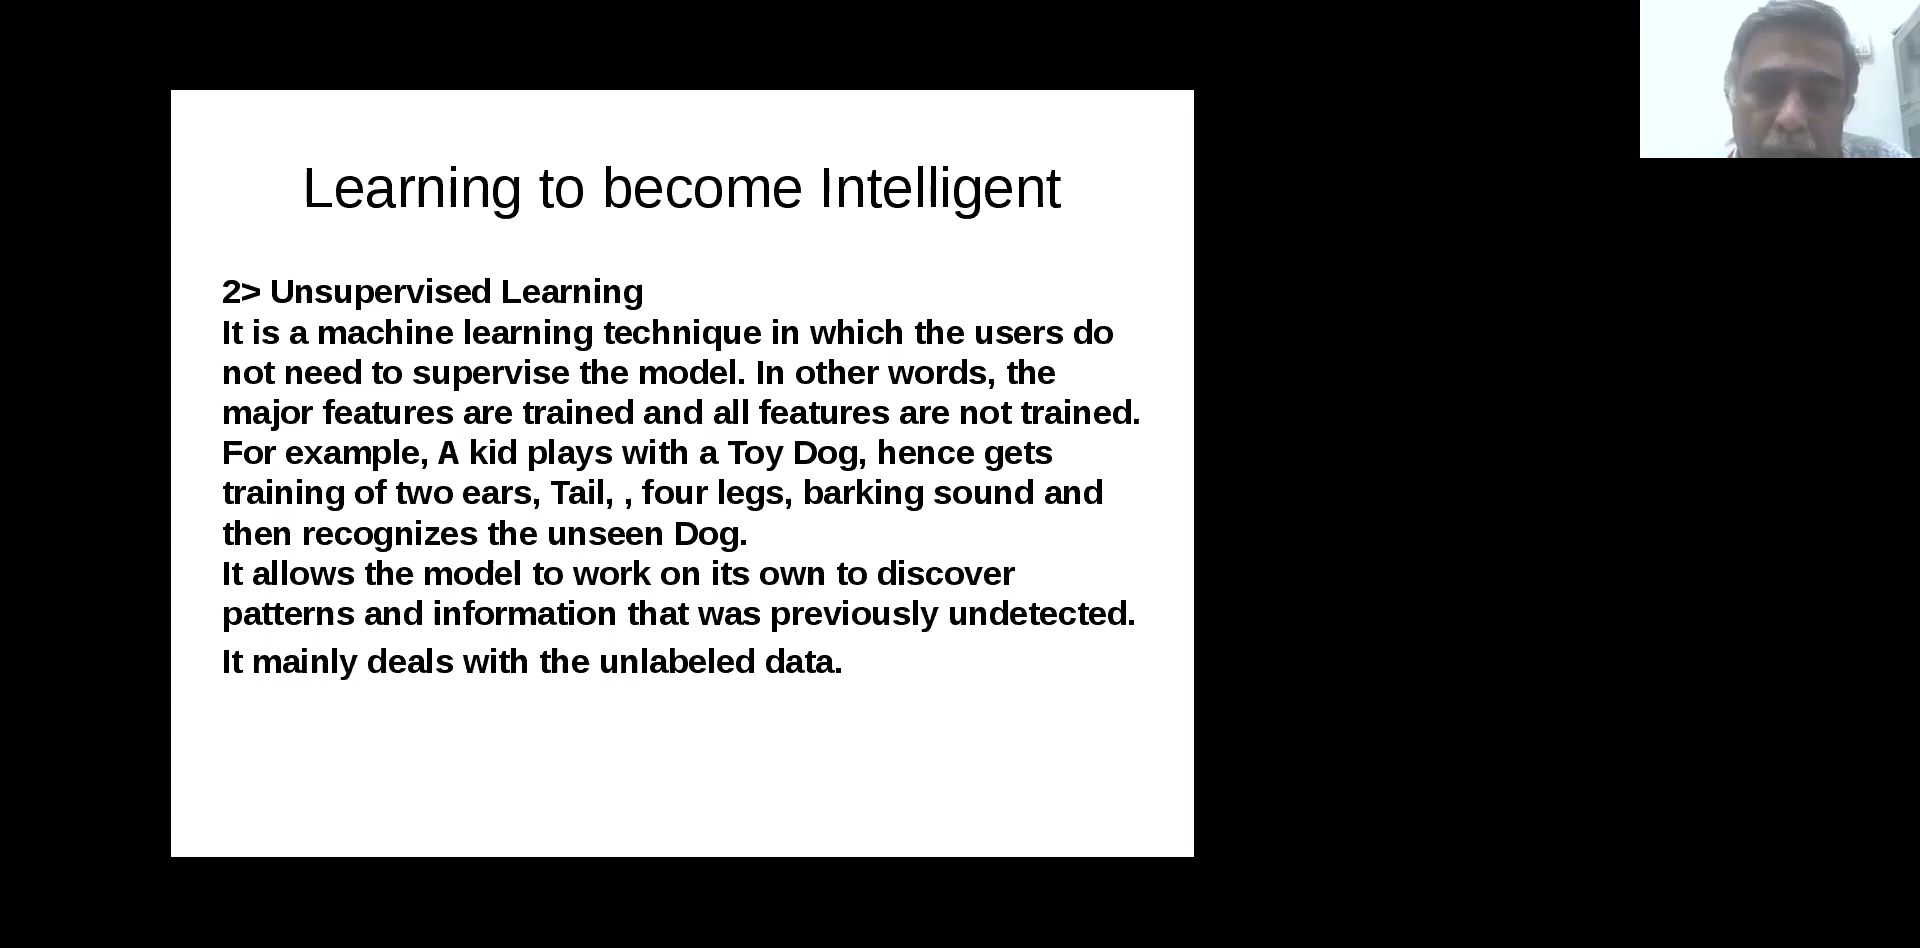 Learning to become Intelligent
2> Unsupervised Learning
It is a machine learning technique in which the users do
not need to supervise the model. In other words, the
major features are trained and all features are not trained.
For example, A kid plays with a Toy Dog, hence gets
training of two ears, Tail, , four legs, barking sound and
then recognizes the unseen Dog.
It allows the model to work on its own to discover
patterns and information that was previously undetected.
It mainly deals with the unlabeled data.